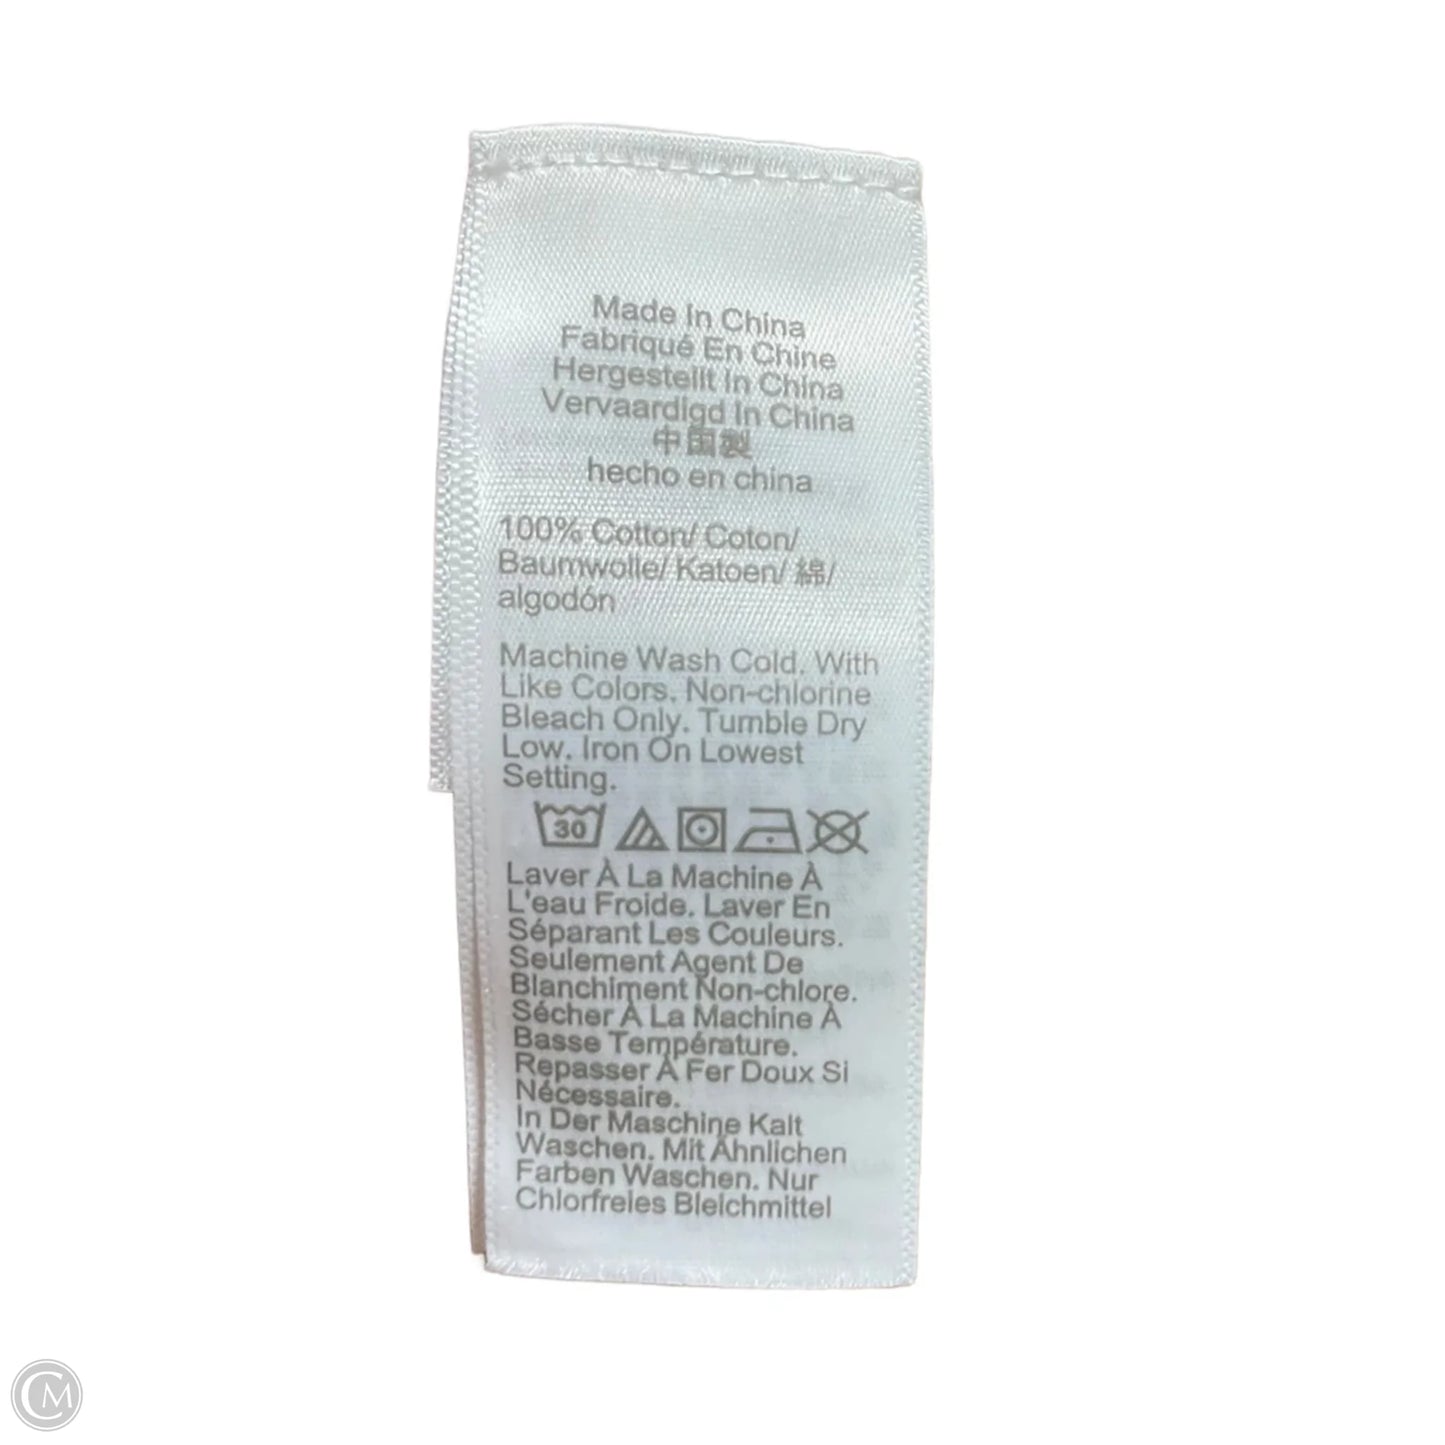 Made In China
Fabriqué En Chine
Hergestellt In China
Vervaardigd In China
中国製
hecho en china
100% Cotton/ Coton/
Baumwolle/ Katoen/ 綿/
algodón
Machine Wash Cold. With
Like Colors. Non-chlorine
Bleach Only. Tumble Dry
Low. Iron On Lowest
Setting.
30
Laver À La Machine À
L'eau Froide. Laver En
Séparant Les Couleurs.
Seulement Agent De
Blanchiment Non-chlore.
Sécher À La Machine À
Basse Température.
Repasser À Fer Doux Si
Nécessaire.
In Der Maschine Kalt
Waschen. Mit Ähnlichen
Farben Waschen. Nur
Chlorfreies Bleichmittel
CM